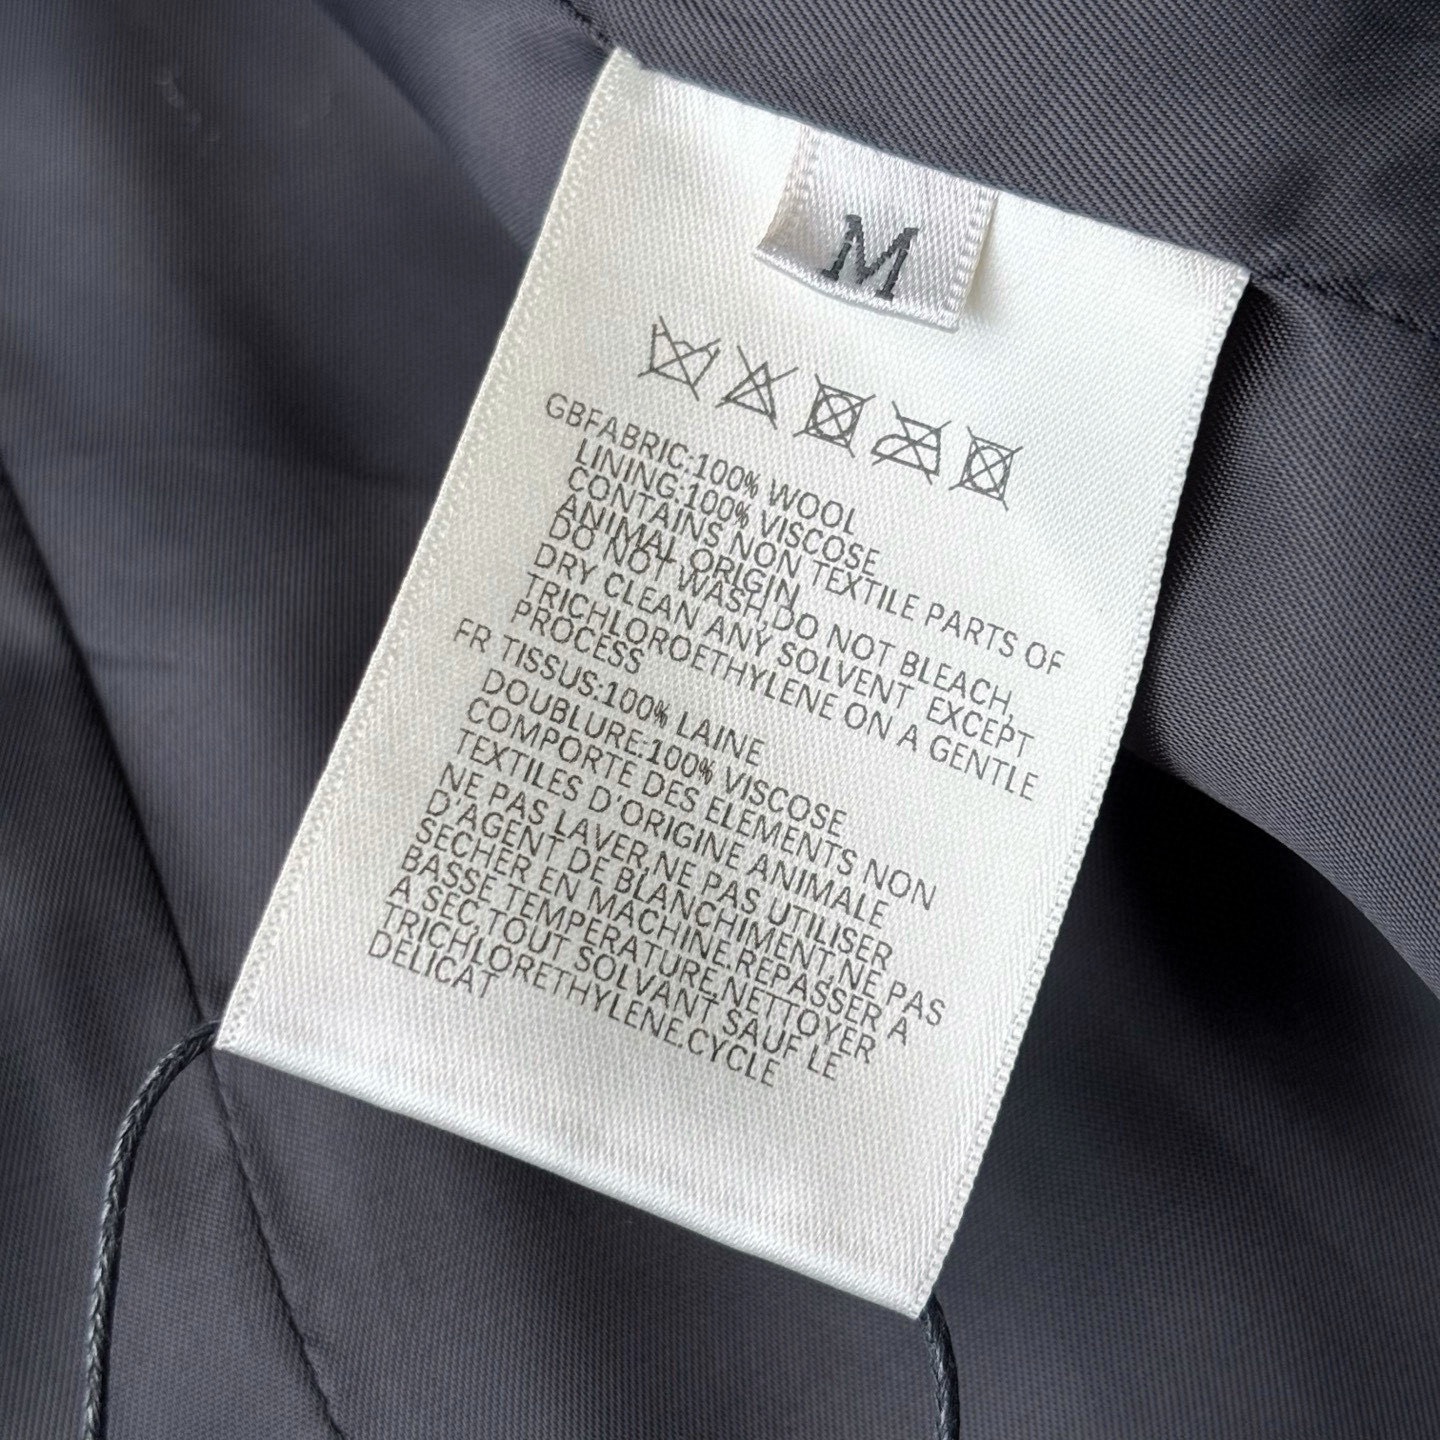 M
GBFABRIC:100% WOOL
LINING:100% VISCOSE
CONTAINS NON TEXTILE PARTS OF
ANIMAL ORIGIN
DO NOT WASH,DO NOT BLEACH,
DRY CLEAN ANY SOLVENT EXCEPT
TRICHLOROETHYLENE ON A GENTLE
PROCESS
FR TISSUS:100% LAINE
DOUBLURE:100% VISCOSE
COMPORTE DES ELEMENTS NON
TEXTILES D'ORIGINE ANIMALE
NE PAS LAVER,NE PAS UTILISER
D'AGENT DE BLANCHIMENT,NE PAS
SECHER EN MACHINE,REPASSER A
BASSE TEMPERATURE,NETTOYER
A SEC,TOUT SOLVANT SAUF LE
TRICHLORETHYLENE,CYCLE
DELICAT